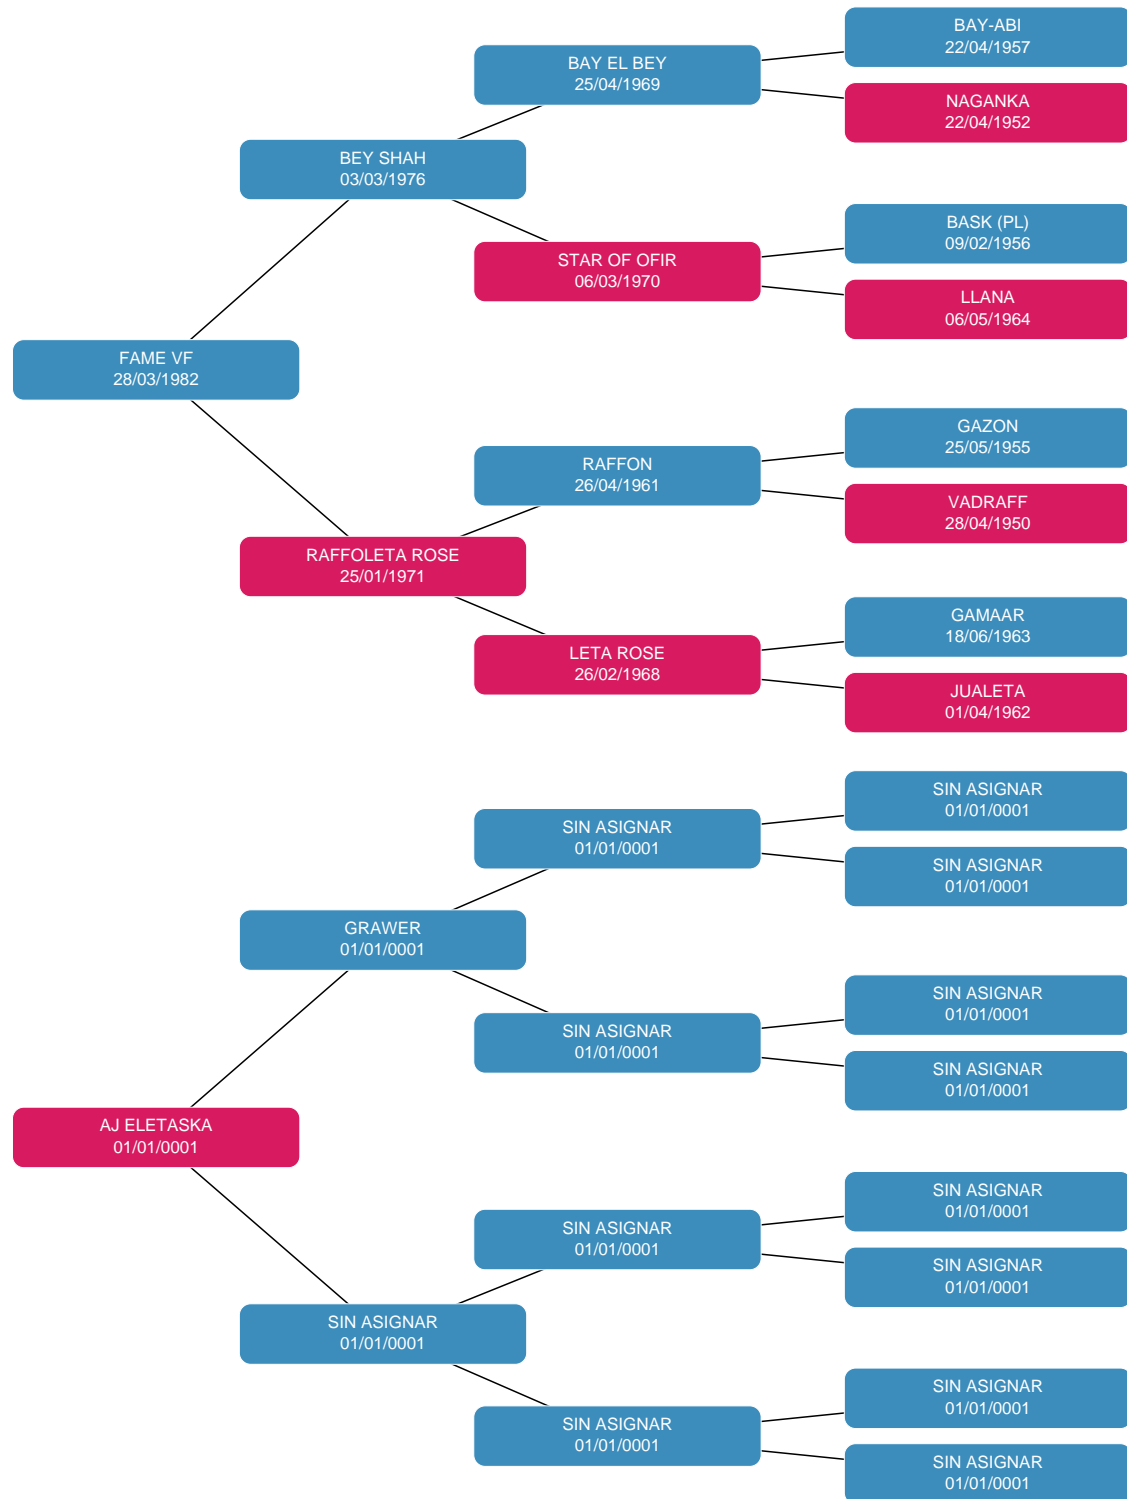 BAY-ABI
22/04/1957
BAY EL BEY
25/04/1969
NAGANKA
22/04/1952
BEY SHAH
03/03/1976
BASK (PL)
09/02/1956
STAR OF OFIR
06/03/1970
LLANA
06/05/1964
FAME VF
28/03/1982
GAZON
25/05/1955
RAFFON
26/04/1961
VADRAFF
28/04/1950
RAFFOLETA ROSE
25/01/1971
GAMAAR
18/06/1963
LETA ROSE
26/02/1968
JUALETA
01/04/1962
SIN ASIGNAR
01/01/0001
SIN ASIGNAR
01/01/0001
SIN ASIGNAR
01/01/0001
GRAWER
01/01/0001
SIN ASIGNAR
01/01/0001
SIN ASIGNAR
01/01/0001
SIN ASIGNAR
01/01/0001
AJ ELETASKA
01/01/0001
SIN ASIGNAR
01/01/0001
SIN ASIGNAR
01/01/0001
SIN ASIGNAR
01/01/0001
SIN ASIGNAR
01/01/0001
SIN ASIGNAR
01/01/0001
SIN ASIGNAR
01/01/0001
SIN ASIGNAR
01/01/0001